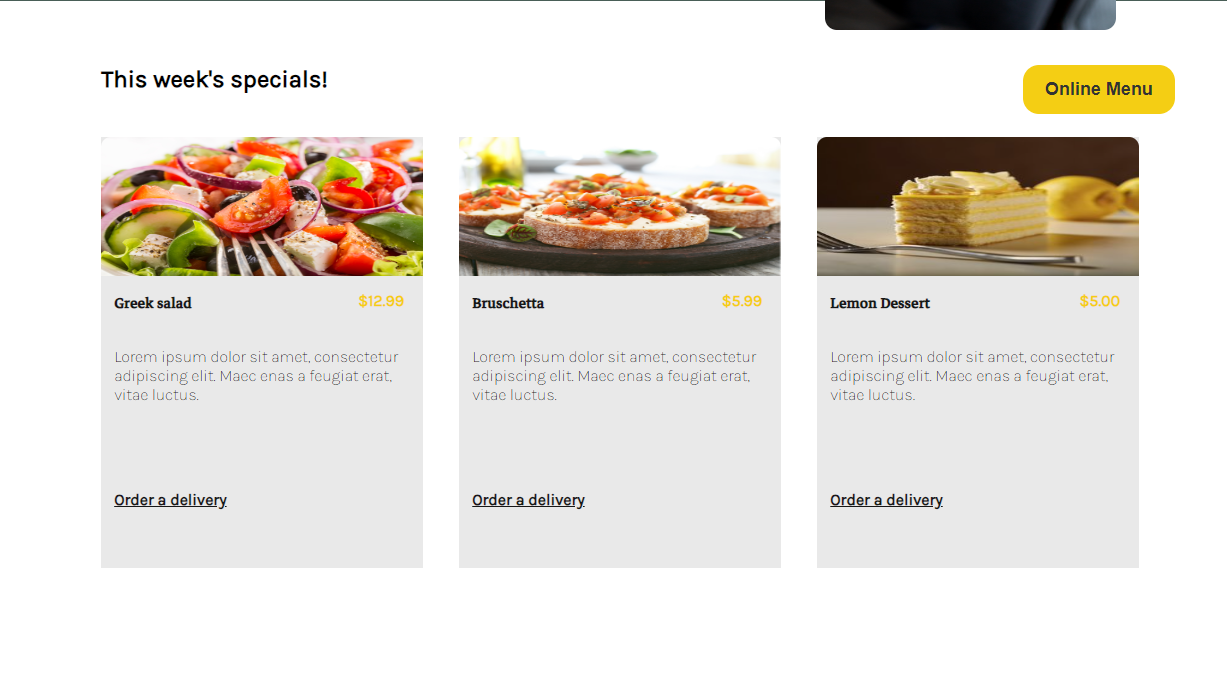 This week's specials!
Online Menu
Greek salad
$12.99
Lorem ipsum dolor sit amet, consectetur
adipiscing elit. Maec enas a feugiat erat,
vitae luctus.
Order a delivery
Bruschetta
$5.99
Lorem ipsum dolor sit amet, consectetur
adipiscing elit. Maec enas a feugiat erat,
vitae luctus.
Order a delivery
Lemon Dessert
$5.00
Lorem ipsum dolor sit amet, consectetur
adipiscing elit. Maec enas a feugiat erat,
vitae luctus.
Order a delivery